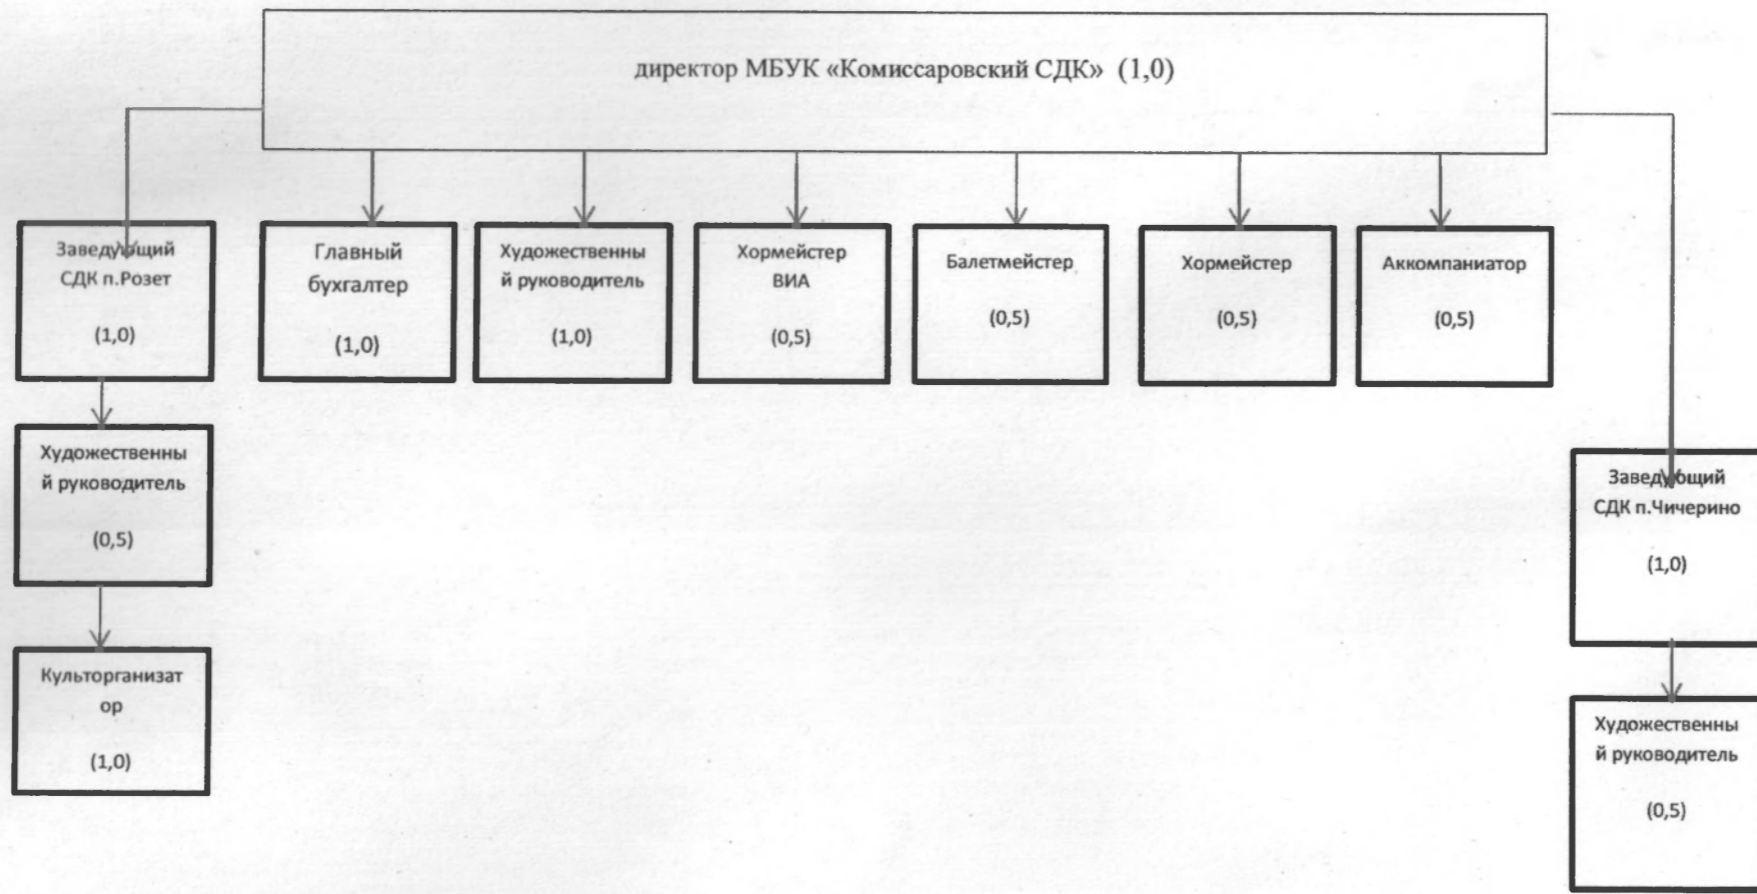 директор МБУК «Комиссаровский СДК» (1,0)
Заведующий
СДК п.Розет
(1,0)
Главный
бухгалтер
(1,0)
Художественны
й руководитель
(1,0)
Хормейстер
ВИА
(0,5)
Балетмейстер
(0,5)
Хормейстер
(0,5)
Аккомпаниатор
(0,5)
Художественны
й руководитель
(0,5)
Заведующий
СДК п.Чичерино
(1,0)
Культорганизат
ор
(1,0)
Художественны
й руководитель
(0,5)